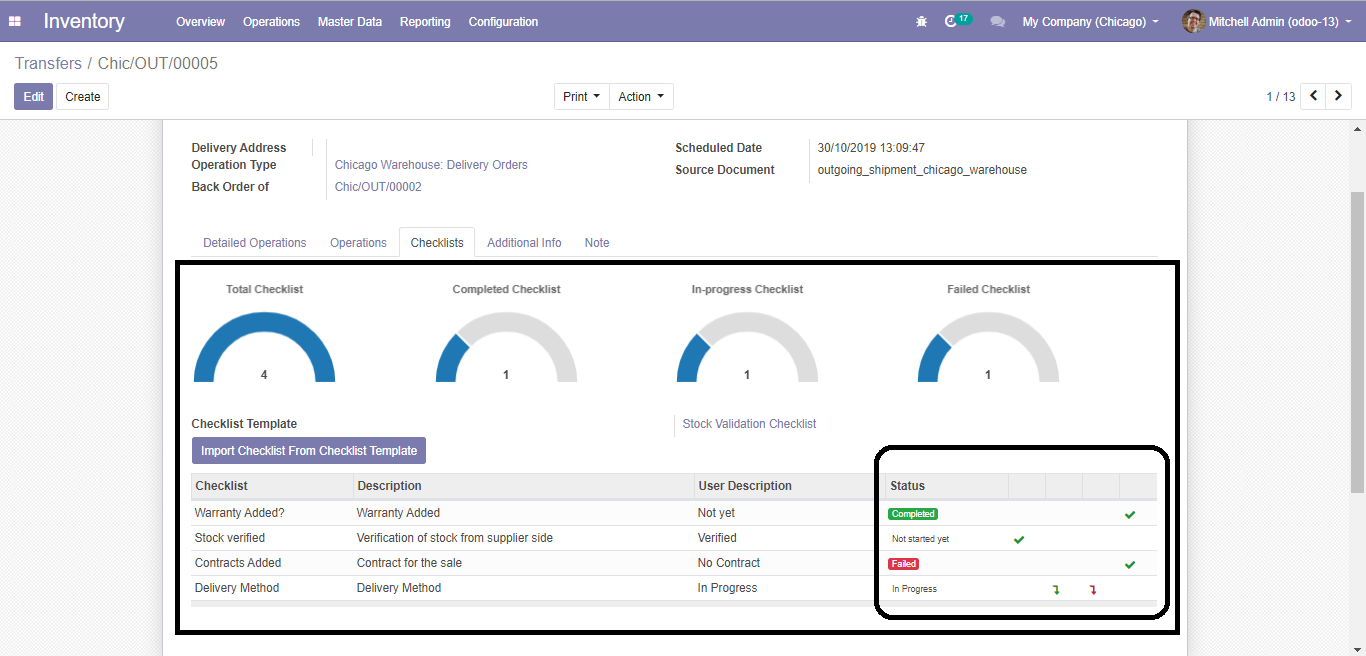 Inventory Overview Operations Master Data Reporting Configuration 17 My Company (Chicago) Mitchell Admin (odoo-13)
Transfers / Chic/OUT/00005
Edit Create Print Action 1 / 13
Delivery Address Scheduled Date 30/10/2019 13:09:47
Operation Type Chicago Warehouse: Delivery Orders Source Document outgoing_shipment_chicago_warehouse
Back Order of Chic/OUT/00002
Detailed Operations Operations Checklists Additional Info Note
Total Checklist Completed Checklist In-progress Checklist Failed Checklist
4 1 1 1
Checklist Template Stock Validation Checklist
Import Checklist From Checklist Template
Checklist Description User Description Status
Warranty Added? Warranty Added Not yet Completed
Stock verified Verification of stock from supplier side Verified Not started yet
Contracts Added Contract for the sale No Contract Failed
Delivery Method Delivery Method In Progress In Progress